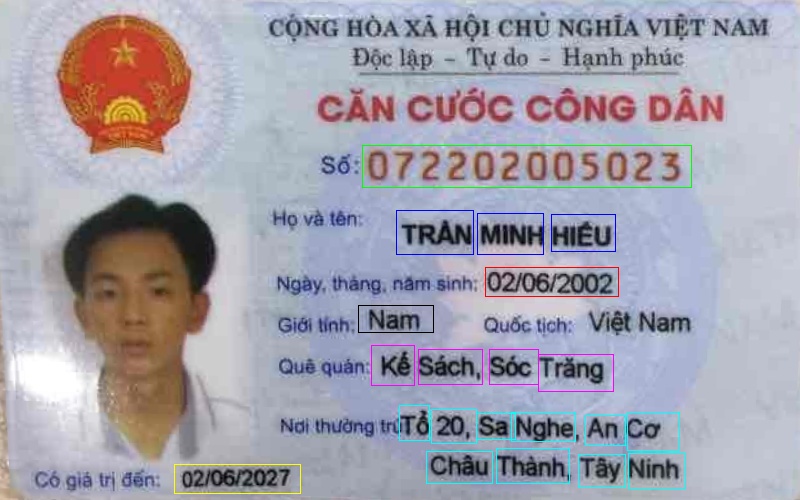 CỘNG HÒA XÃ HỘI CHỦ NGHĨA VIỆT NAM
Độc lập - Tự do - Hạnh phúc
CĂN CƯỚC CÔNG DÂN
Số: 072202005023
Họ và tên: TRẦN MINH HIẾU
Ngày, tháng, năm sinh: 02/06/2002
Giới tính: Nam Quốc tịch: Việt Nam
Quê quán: Kế Sách, Sóc Trăng
Nơi thường trú: Tổ 20, Sa Nghe, An Cơ
Châu Thành, Tây Ninh
Có giá trị đến: 02/06/2027